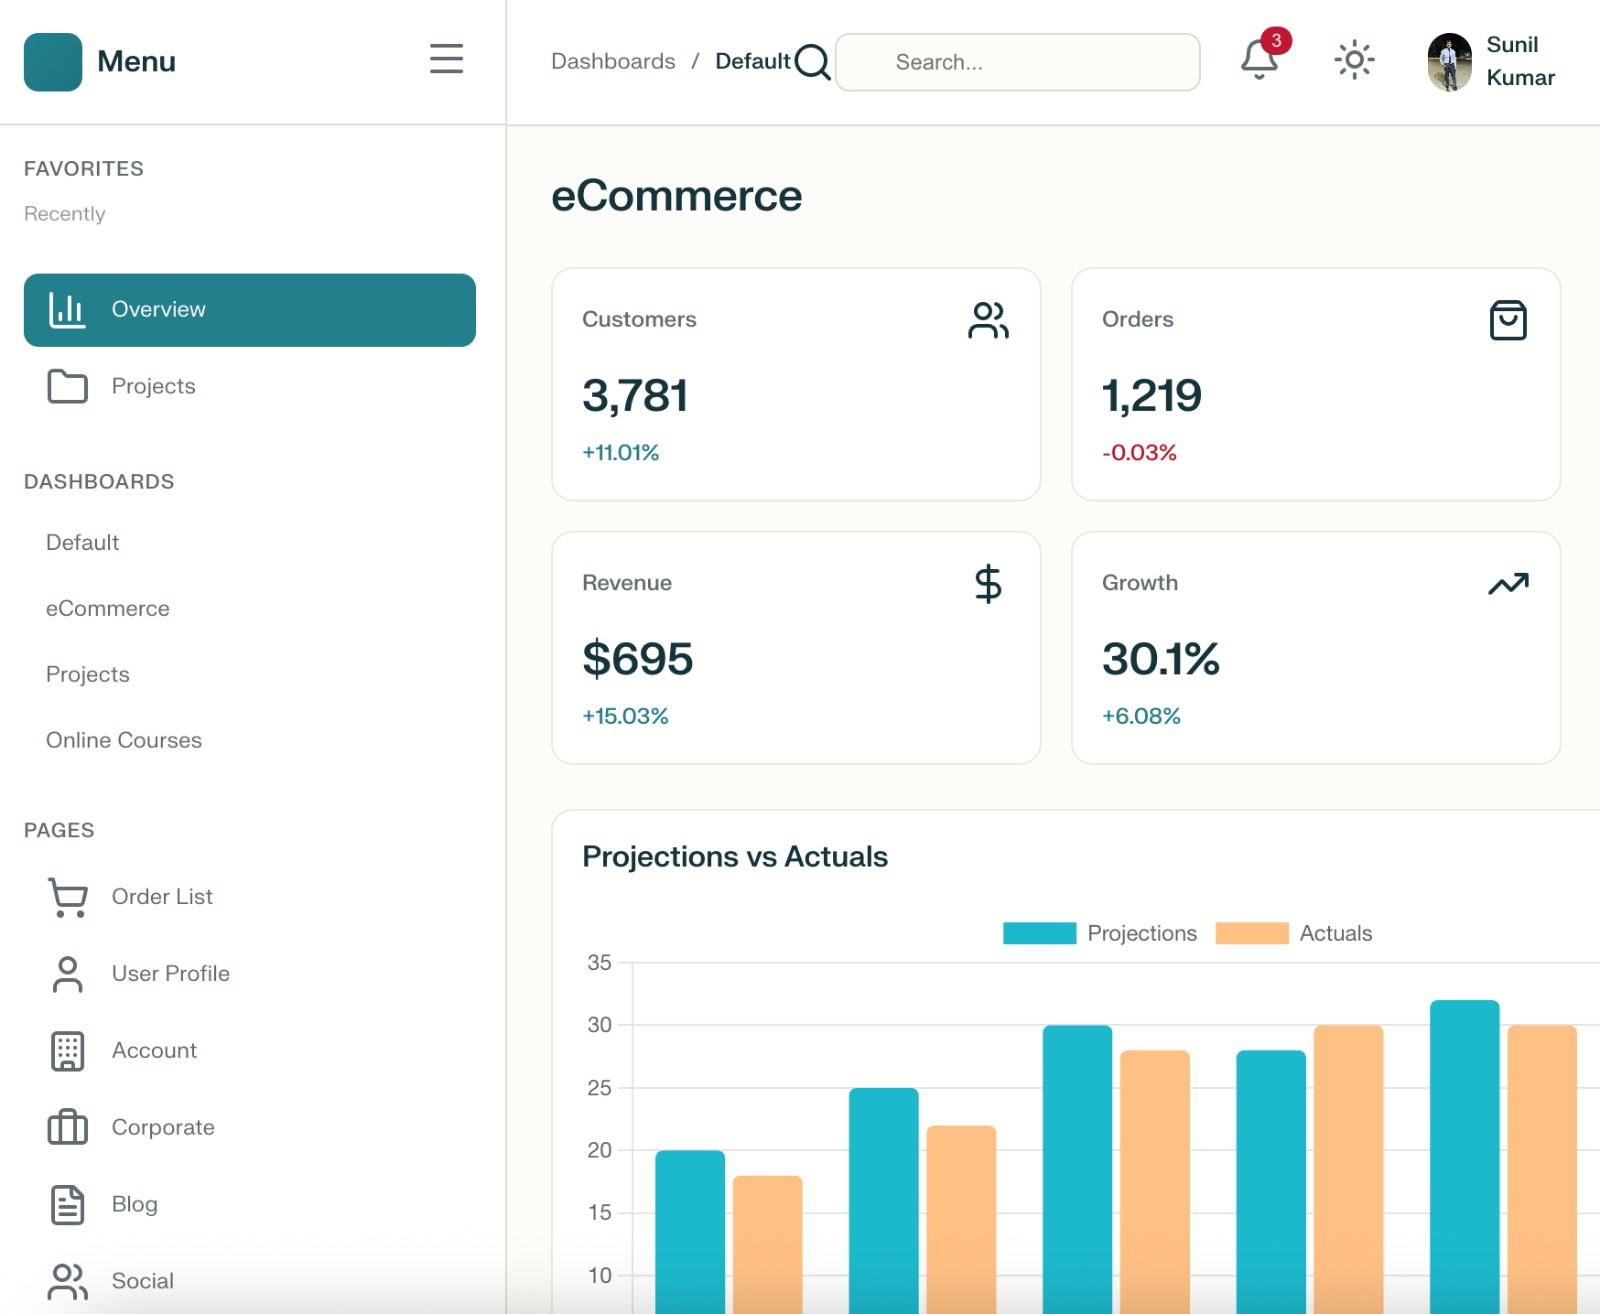 Menu
FAVORITES
Recently
Overview
Projects
DASHBOARDS
Default
eCommerce
Projects
Online Courses
PAGES
Order List
User Profile
Account
Corporate
Blog
Social
Dashboards / Default
Search...
3
Sunil
Kumar
eCommerce
Customers
3,781
+11.01%
Orders
1,219
-0.03%
Revenue
$695
+15.03%
Growth
30.1%
+6.08%
Projections vs Actuals
Projections Actuals
35
30
25
20
15
10